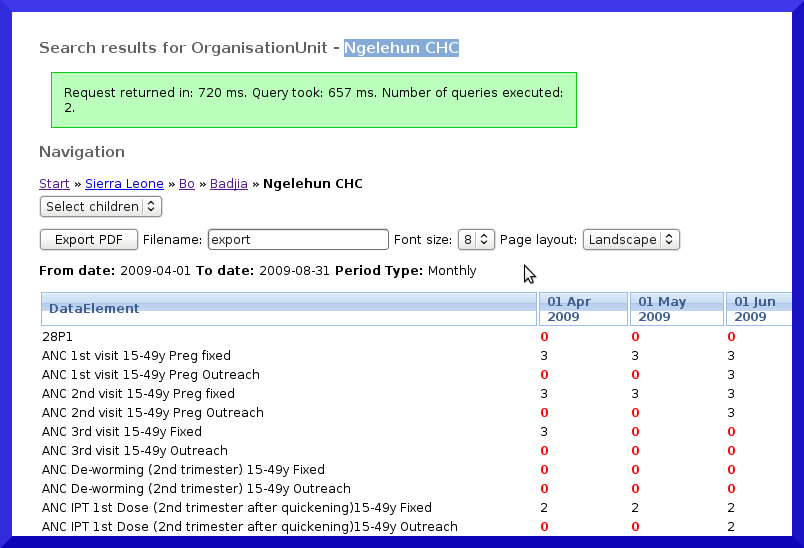 Search results for OrganisationUnit - Ngelehun CHC
Request returned in: 720 ms. Query took: 657 ms. Number of queries executed:
2.
Navigation
Start » Sierra Leone » Bo » Badjia » Ngelehun CHC
Select children
Export PDF Filename: export Font size: 8 Page layout: Landscape
From date: 2009-04-01 To date: 2009-08-31 Period Type: Monthly
DataElement 01 Apr 2009 01 May 2009 01 Jun 2009
28P1 0 0 0
ANC 1st visit 15-49y Preg fixed 3 3 3
ANC 1st visit 15-49y Preg Outreach 0 0 3
ANC 2nd visit 15-49y Preg fixed 3 3 3
ANC 2nd visit 15-49y Preg Outreach 0 0 3
ANC 3rd visit 15-49y Fixed 3 0 0
ANC 3rd visit 15-49y Outreach 0 0 0
ANC De-worming (2nd trimester) 15-49y Fixed 0 0 0
ANC De-worming (2nd trimester) 15-49y Outreach 0 0 0
ANC IPT 1st Dose (2nd trimester after quickening)15-49y Fixed 2 2 2
ANC IPT 1st Dose (2nd trimester after quickening)15-49y Outreach 0 0 2